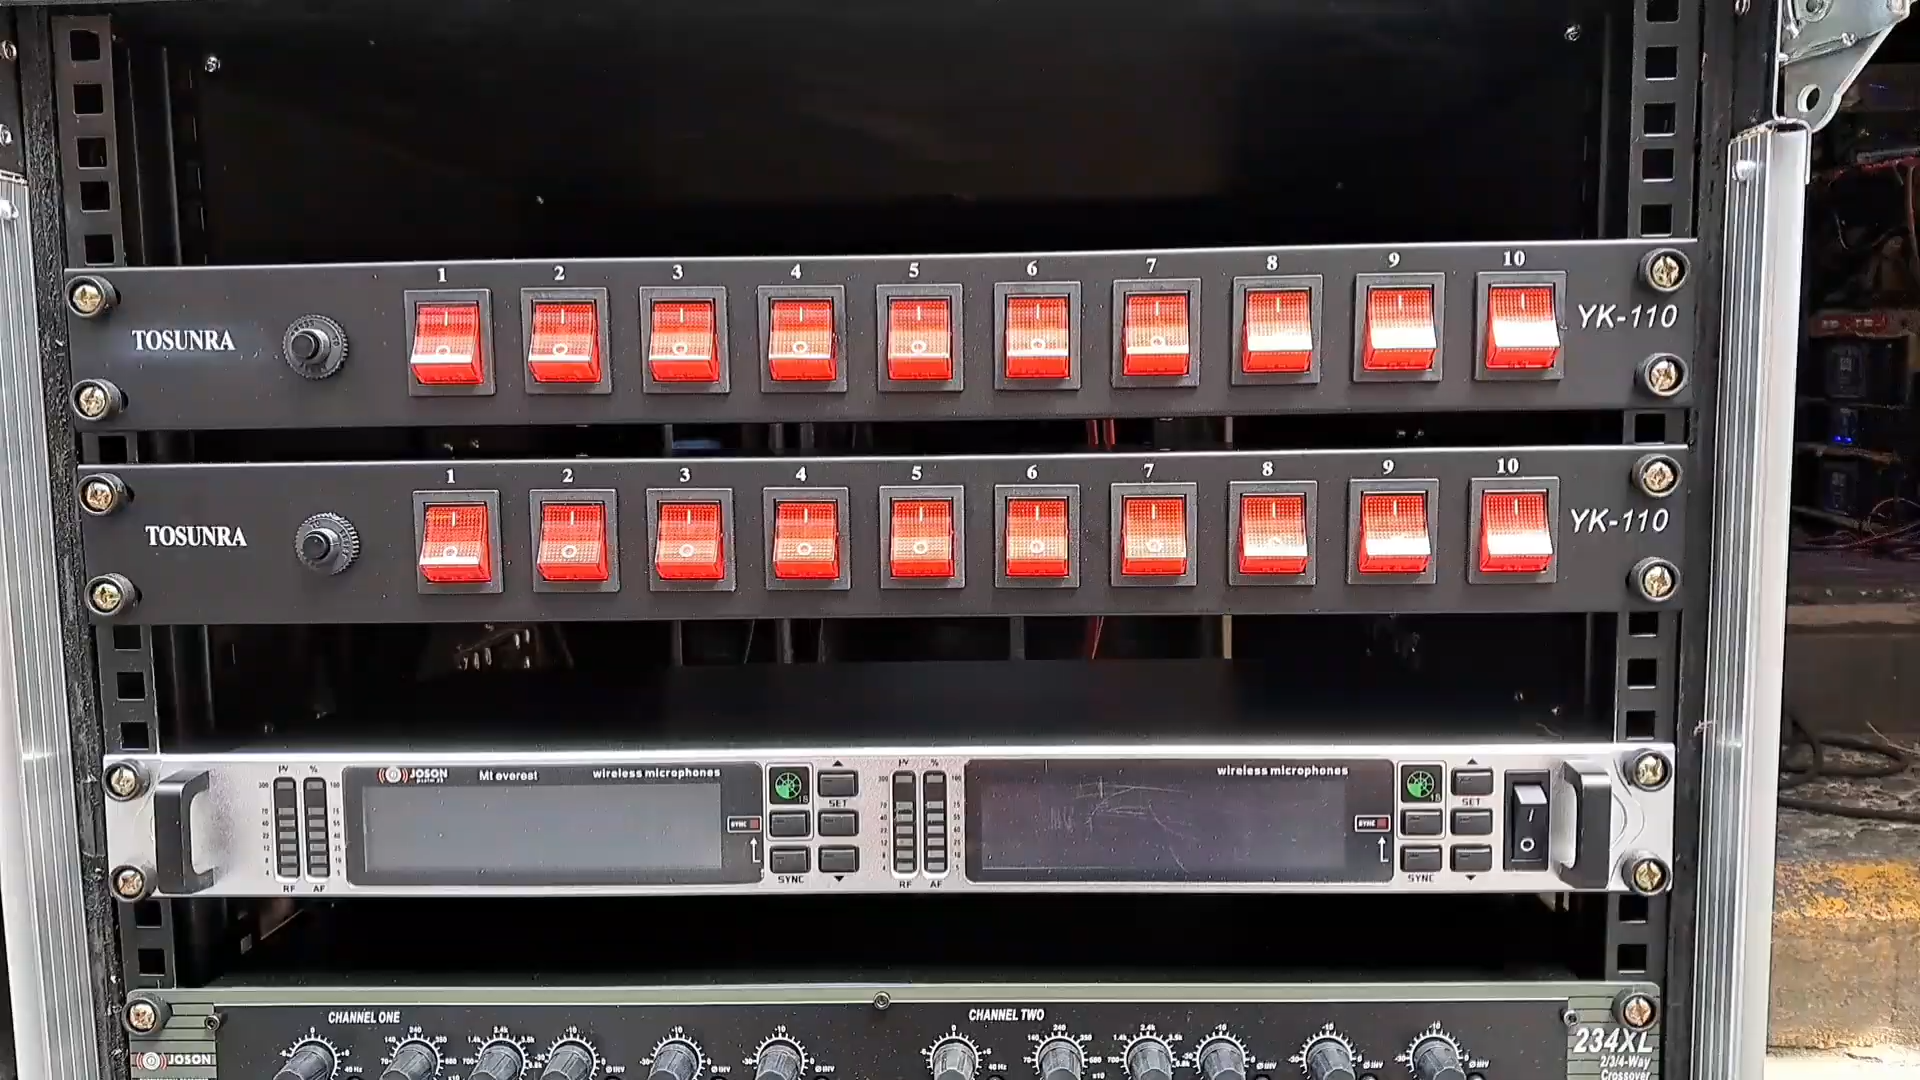 1 2 3 4 5 6 7 8 9 10
TOSUNRA
YK-110
1 2 3 4 5 6 7 8 9 10
TOSUNRA
YK-110
JOSON Mt everest wireless microphones
wireless microphones
SET
SET
SYNC
SYNC
RF AF
SYNC
RF AF
SYNC
CHANNEL ONE
CHANNEL TWO
JOSON
234XL
2/3/4-Way
Crossover